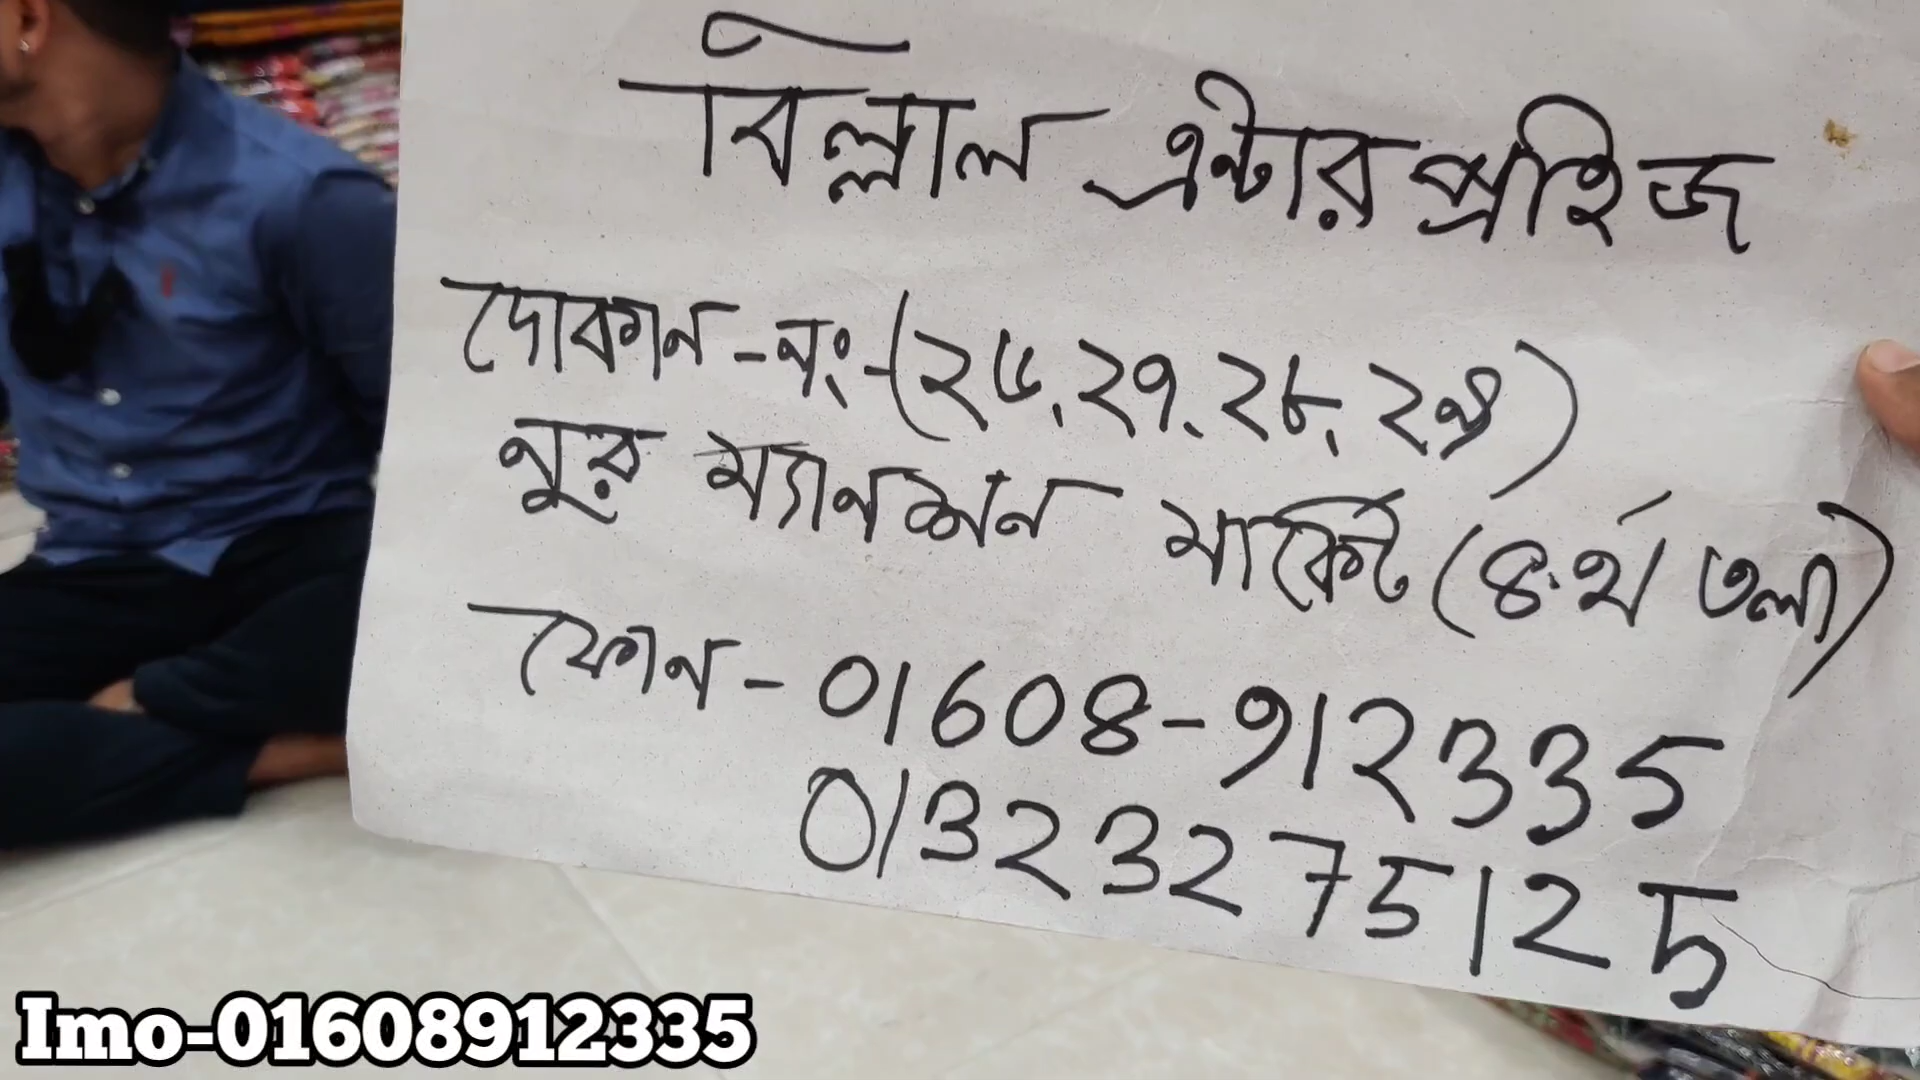 বিল্লাল এন্টারপ্রাইজ
দোকান-নং-(২৬,২৭,২৮,২৯)
নুর ম্যানশন মার্কেট (৪র্থ তলা)
ফোন-01608-912335
01323275125
Imo-01608912335